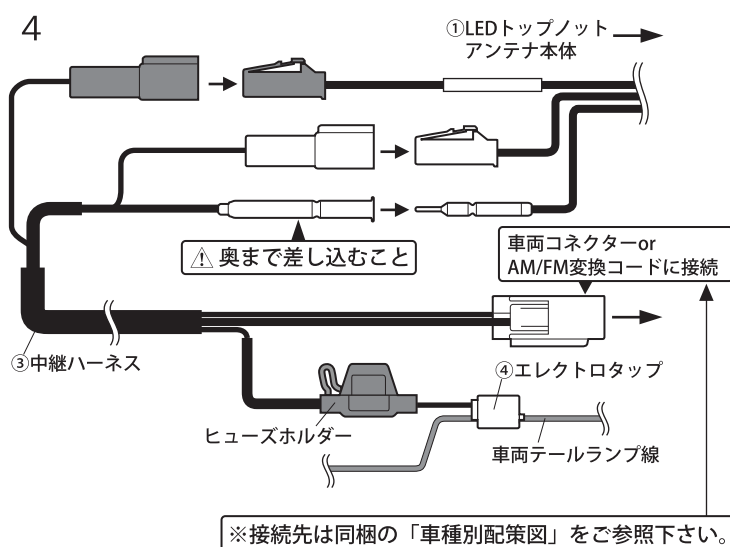 4
①LEDトップノット
アンテナ本体
⚠ 奥まで差し込むこと
車両コネクターor
AM/FM変換コードに接続
③中継ハーネス
④エレクトロタップ
ヒューズホルダー
車両テールランプ線
※接続先は同梱の「車種別配策図」をご参照下さい。